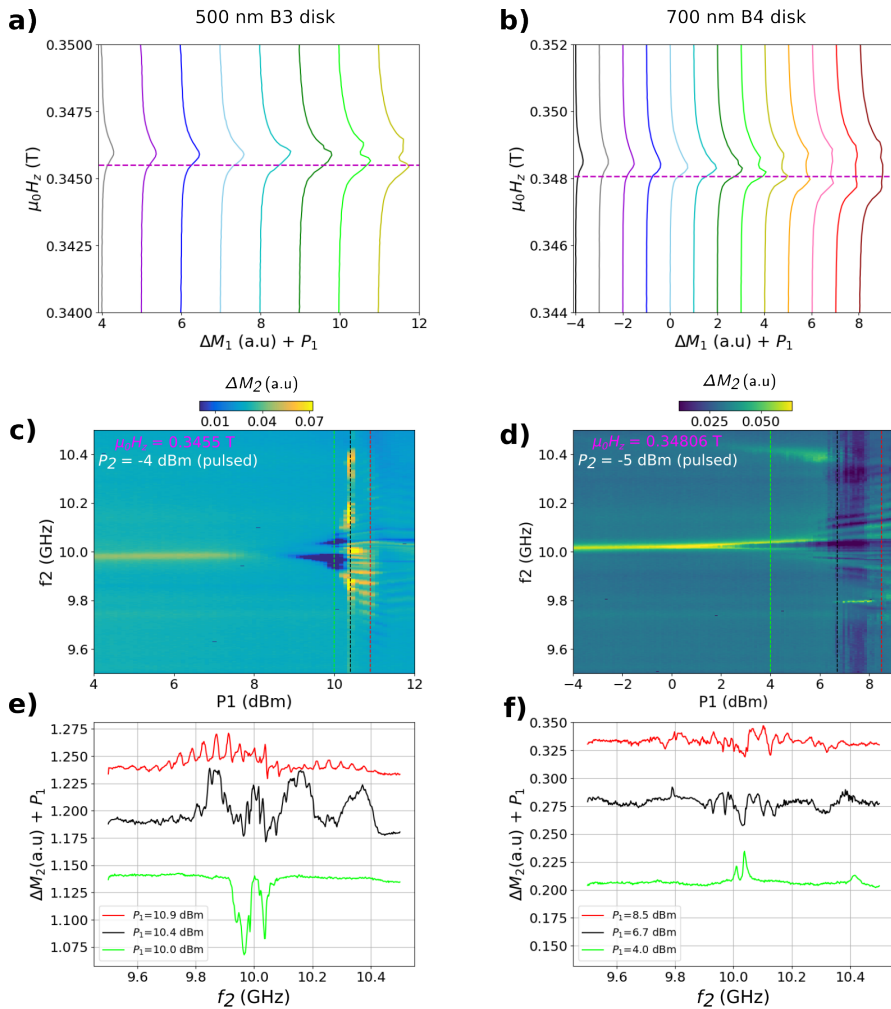 a)
500 nm B3 disk
0.3500
0.3475
0.3450
0.3425
0.3400
μ₀H_z (T)
4
6
8
10
12
ΔM₁ (a.u) + P₁
b)
700 nm B4 disk
0.352
0.350
0.348
0.346
0.344
μ₀H_z (T)
−4
−2
0
2
4
6
8
ΔM₁ (a.u) + P₁
c)
ΔM₂ (a.u)
0.01 0.04 0.07
μ₀H_z = 0.3455 T
P₂ = -4 dBm (pulsed)
10.4
10.2
10.0
9.8
9.6
f2 (GHz)
4
6
8
10
12
P1 (dBm)
d)
ΔM₂ (a.u)
0.025 0.050
μ₀H_z = 0.34806 T
P₂ = -5 dBm (pulsed)
10.4
10.2
10.0
9.8
9.6
f2 (GHz)
−4
−2
0
2
4
6
8
P1 (dBm)
e)
1.275
1.250
1.225
1.200
1.175
1.150
1.125
1.100
1.075
ΔM₂(a.u) + P₁
P₁=10.9 dBm
P₁=10.4 dBm
P₁=10.0 dBm
9.6
9.8
10.0
10.2
10.4
f₂ (GHz)
f)
0.350
0.325
0.300
0.275
0.250
0.225
0.200
0.175
0.150
ΔM₂(a.u) + P₁
P₁=8.5 dBm
P₁=6.7 dBm
P₁=4.0 dBm
9.6
9.8
10.0
10.2
10.4
f₂ (GHz)